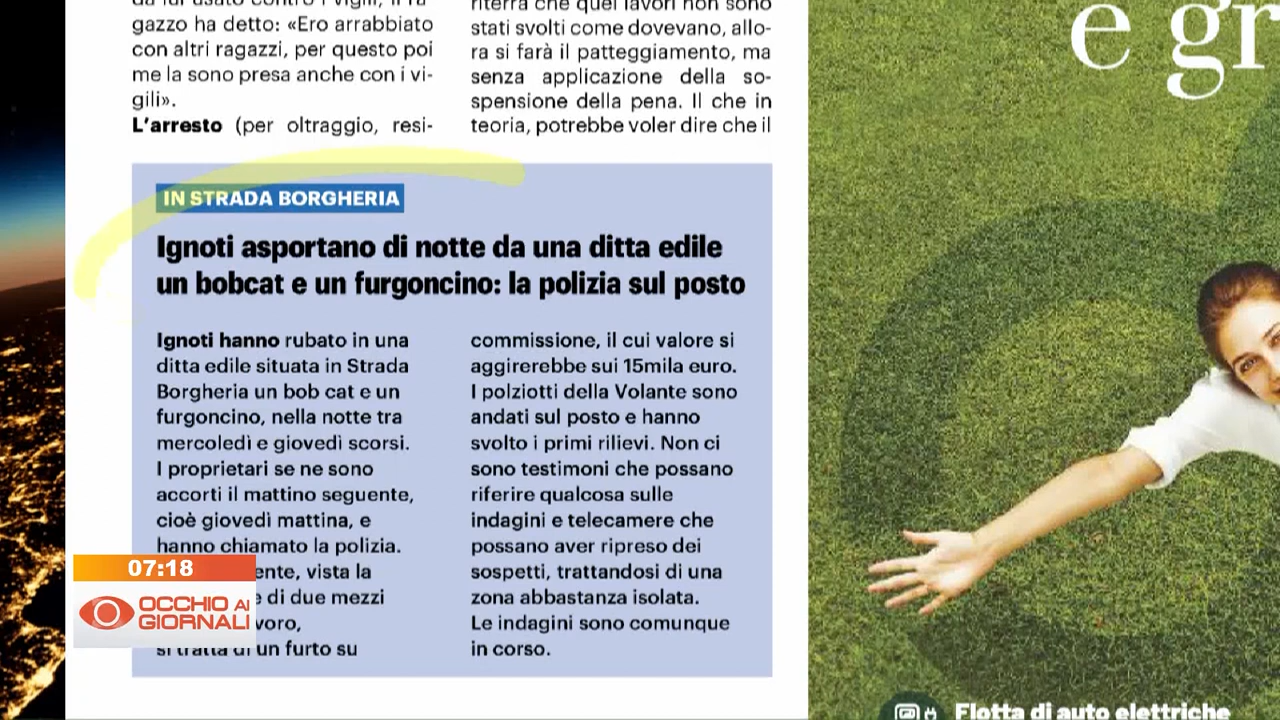 gazzo ha detto: «Ero arrabbiato
con altri ragazzi, per questo poi
me la sono presa anche con i vi-
gili».
L'arresto (per oltraggio, resi-
riterrà che quei lavori non sono
stati svolti come dovevano, allo-
ra si farà il patteggiamento, ma
senza applicazione della so-
spensione della pena. Il che in
teoria, potrebbe voler dire che il
e gr
IN STRADA BORGHERIA
Ignoti asportano di notte da una ditta edile
un bobcat e un furgoncino: la polizia sul posto
Ignoti hanno rubato in una
ditta edile situata in Strada
Borgheria un bob cat e un
furgoncino, nella notte tra
mercoledì e giovedì scorsi.
I proprietari se ne sono
accorti il mattino seguente,
cioè giovedì mattina, e
hanno chiamato la polizia.
ente, vista la
e di due mezzi
voro,
si tratta di un furto su
commissione, il cui valore si
aggirerebbe sui 15mila euro.
I polziotti della Volante sono
andati sul posto e hanno
svolto i primi rilievi. Non ci
sono testimoni che possano
riferire qualcosa sulle
indagini e telecamere che
possano aver ripreso dei
sospetti, trattandosi di una
zona abbastanza isolata.
Le indagini sono comunque
in corso.
07:18
OCCHIO AI
GIORNALI
Flotta di auto elettriche